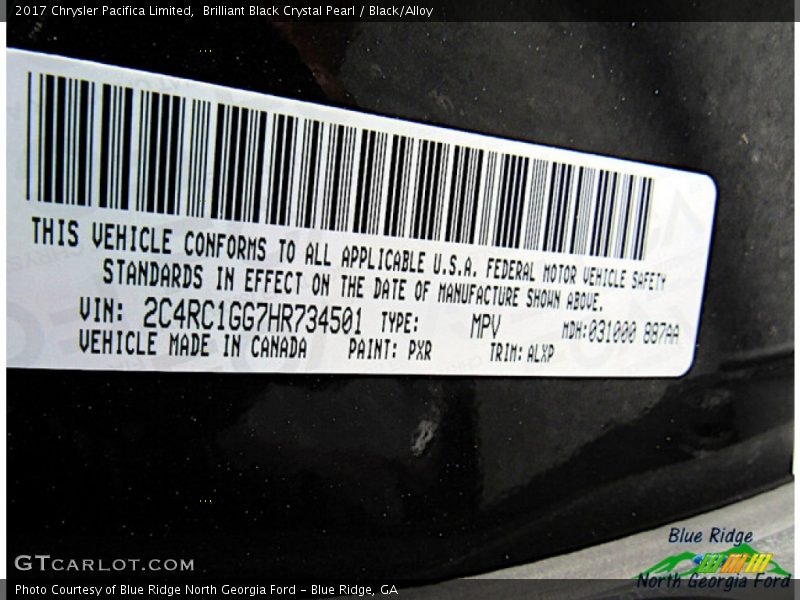 2017 Chrysler Pacifica Limited,  Brilliant Black Crystal Pearl / Black/Alloy
THIS VEHICLE CONFORMS TO ALL APPLICABLE U.S.A. FEDERAL MOTOR VEHICLE SAFETY
STANDARDS IN EFFECT ON THE DATE OF MANUFACTURE SHOWN ABOVE.
VIN: 2C4RC1GG7HR734501 TYPE: MPV MDH:031000 887AA
VEHICLE MADE IN CANADA PAINT: PXR TRIM: ALXP
Blue Ridge
North Georgia Ford
GTCARLOT.COM
Photo Courtesy of Blue Ridge North Georgia Ford – Blue Ridge, GA